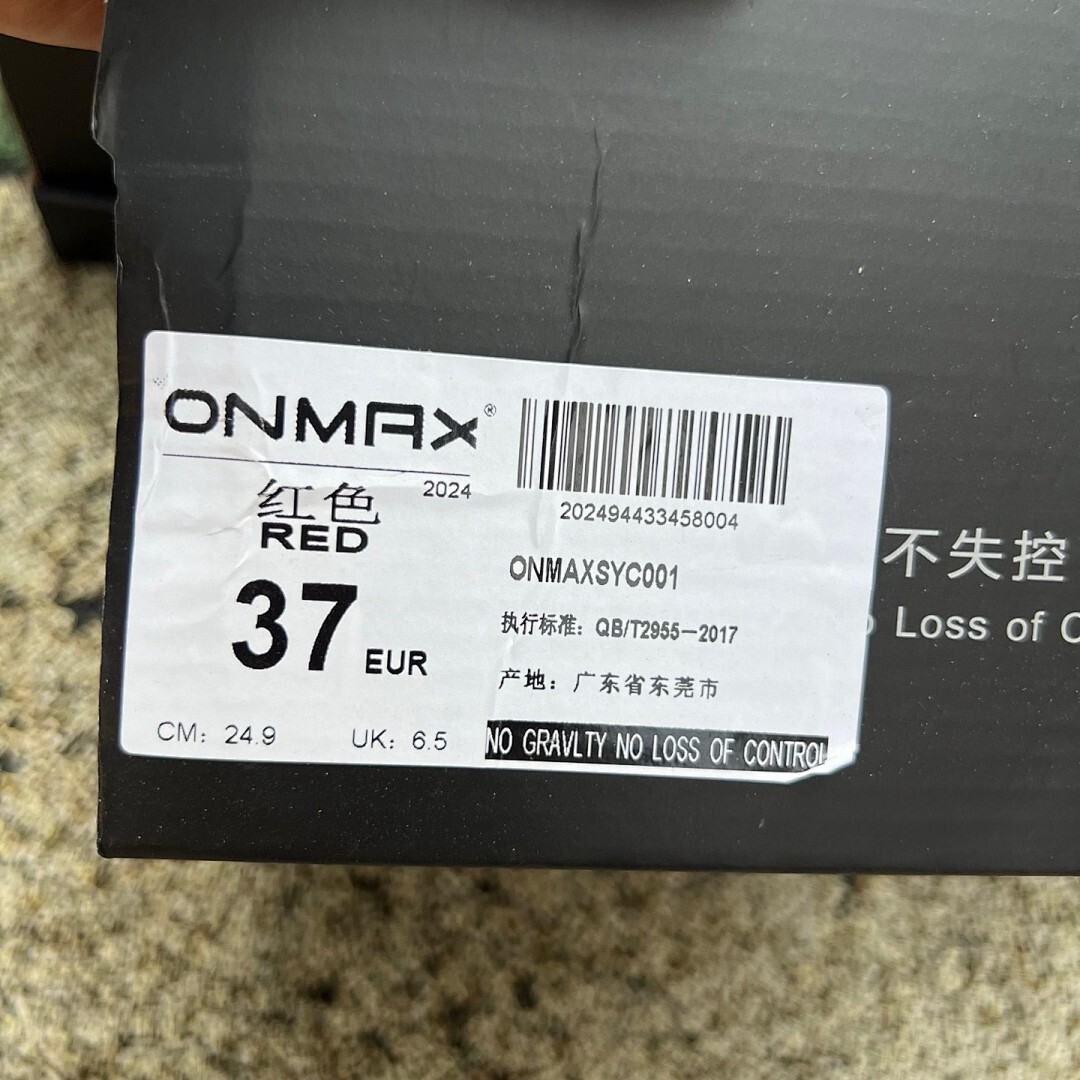 ONMAX®
2024
红色
RED
37 EUR
CM: 24.9
UK: 6.5
202494433458004
ONMAXSYC001
执行标准: QB/T2955-2017
产地: 广东省东莞市
NO GRAVLTY NO LOSS OF CONTROL
不失控
Loss of C